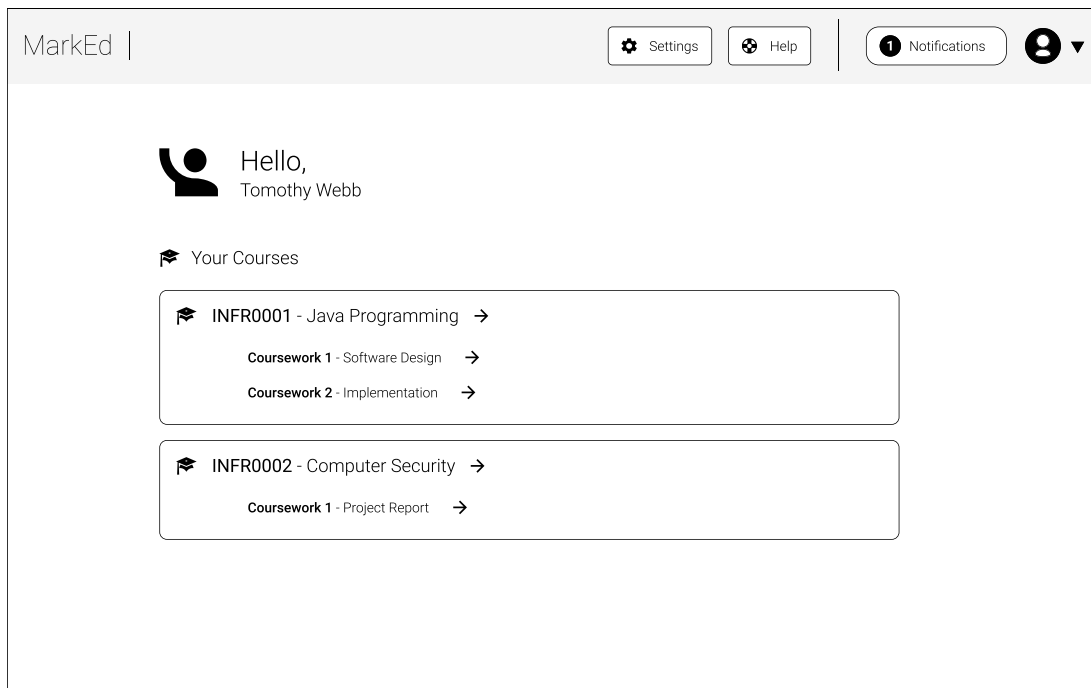 MarkEd
Settings
Help
1 Notifications
Hello,
Tomothy Webb
Your Courses
INFR0001 - Java Programming
Coursework 1 - Software Design
Coursework 2 - Implementation
INFR0002 - Computer Security
Coursework 1 - Project Report